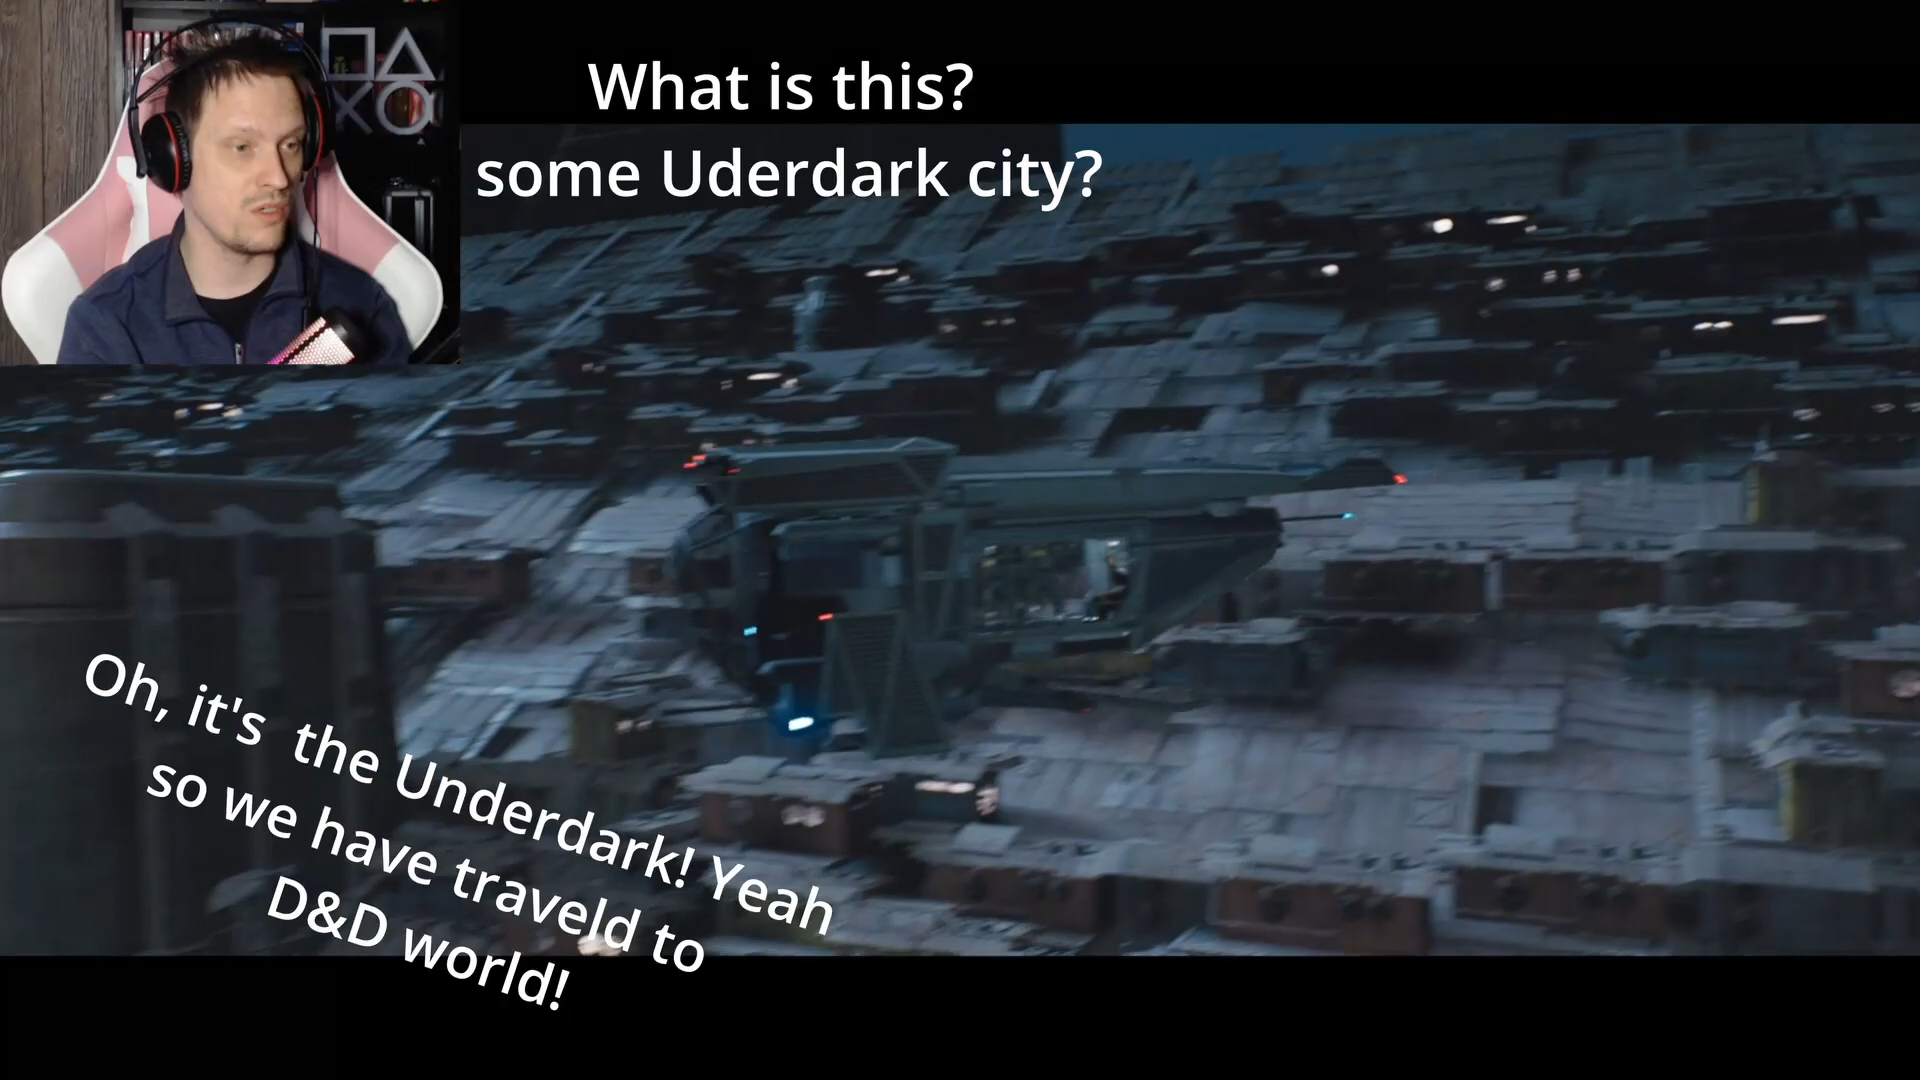 What is this?
some Uderdark city?
Oh, it's the Underdark! Yeah
so we have traveld to
D&D world!